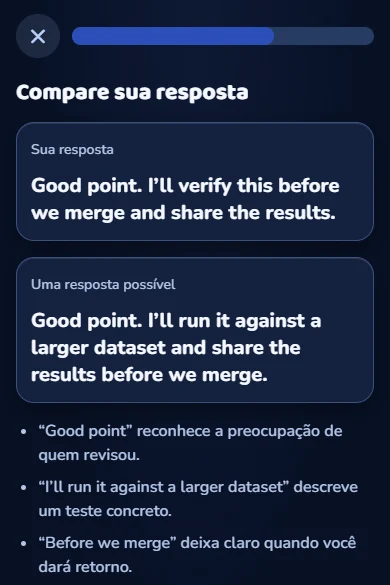 Compare sua resposta
Sua resposta
Good point. I’ll verify this before
we merge and share the results.
Uma resposta possível
Good point. I’ll run it against a
larger dataset and share the
results before we merge.
• “Good point” reconhece a preocupação de
quem revisou.
• “I’ll run it against a larger dataset” descreve
um teste concreto.
• “Before we merge” deixa claro quando você
dará retorno.